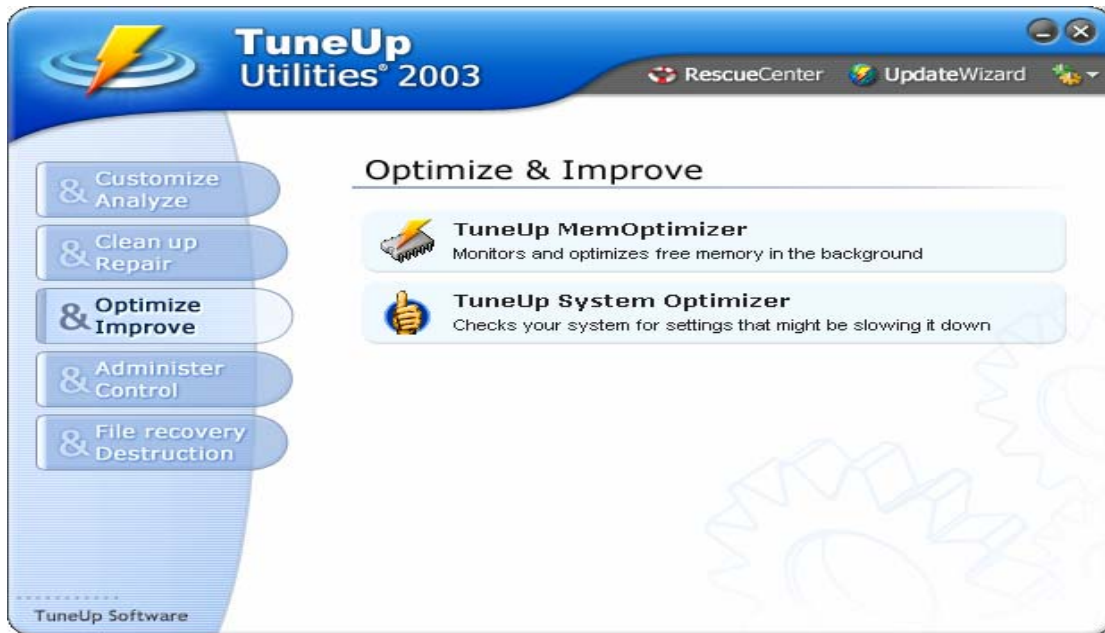 TuneUp
Utilities® 2003
RescueCenter
UpdateWizard
& Customize
Analyze
& Clean up
Repair
& Optimize
Improve
& Administer
Control
& File recovery
Destruction
Optimize & Improve
TuneUp MemOptimizer
Monitors and optimizes free memory in the background
TuneUp System Optimizer
Checks your system for settings that might be slowing it down
TuneUp Software